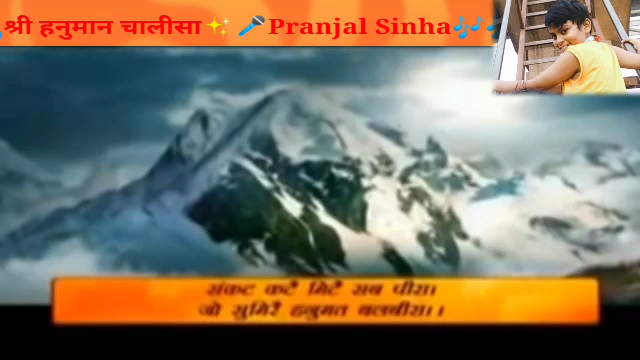 श्री हनुमान चालीसा✨ 🎤Pranjal Sinha🎶🎶
संकट कटै मिटै सब पीरा।
जो सुमिरै हनुमत बलबीरा।।